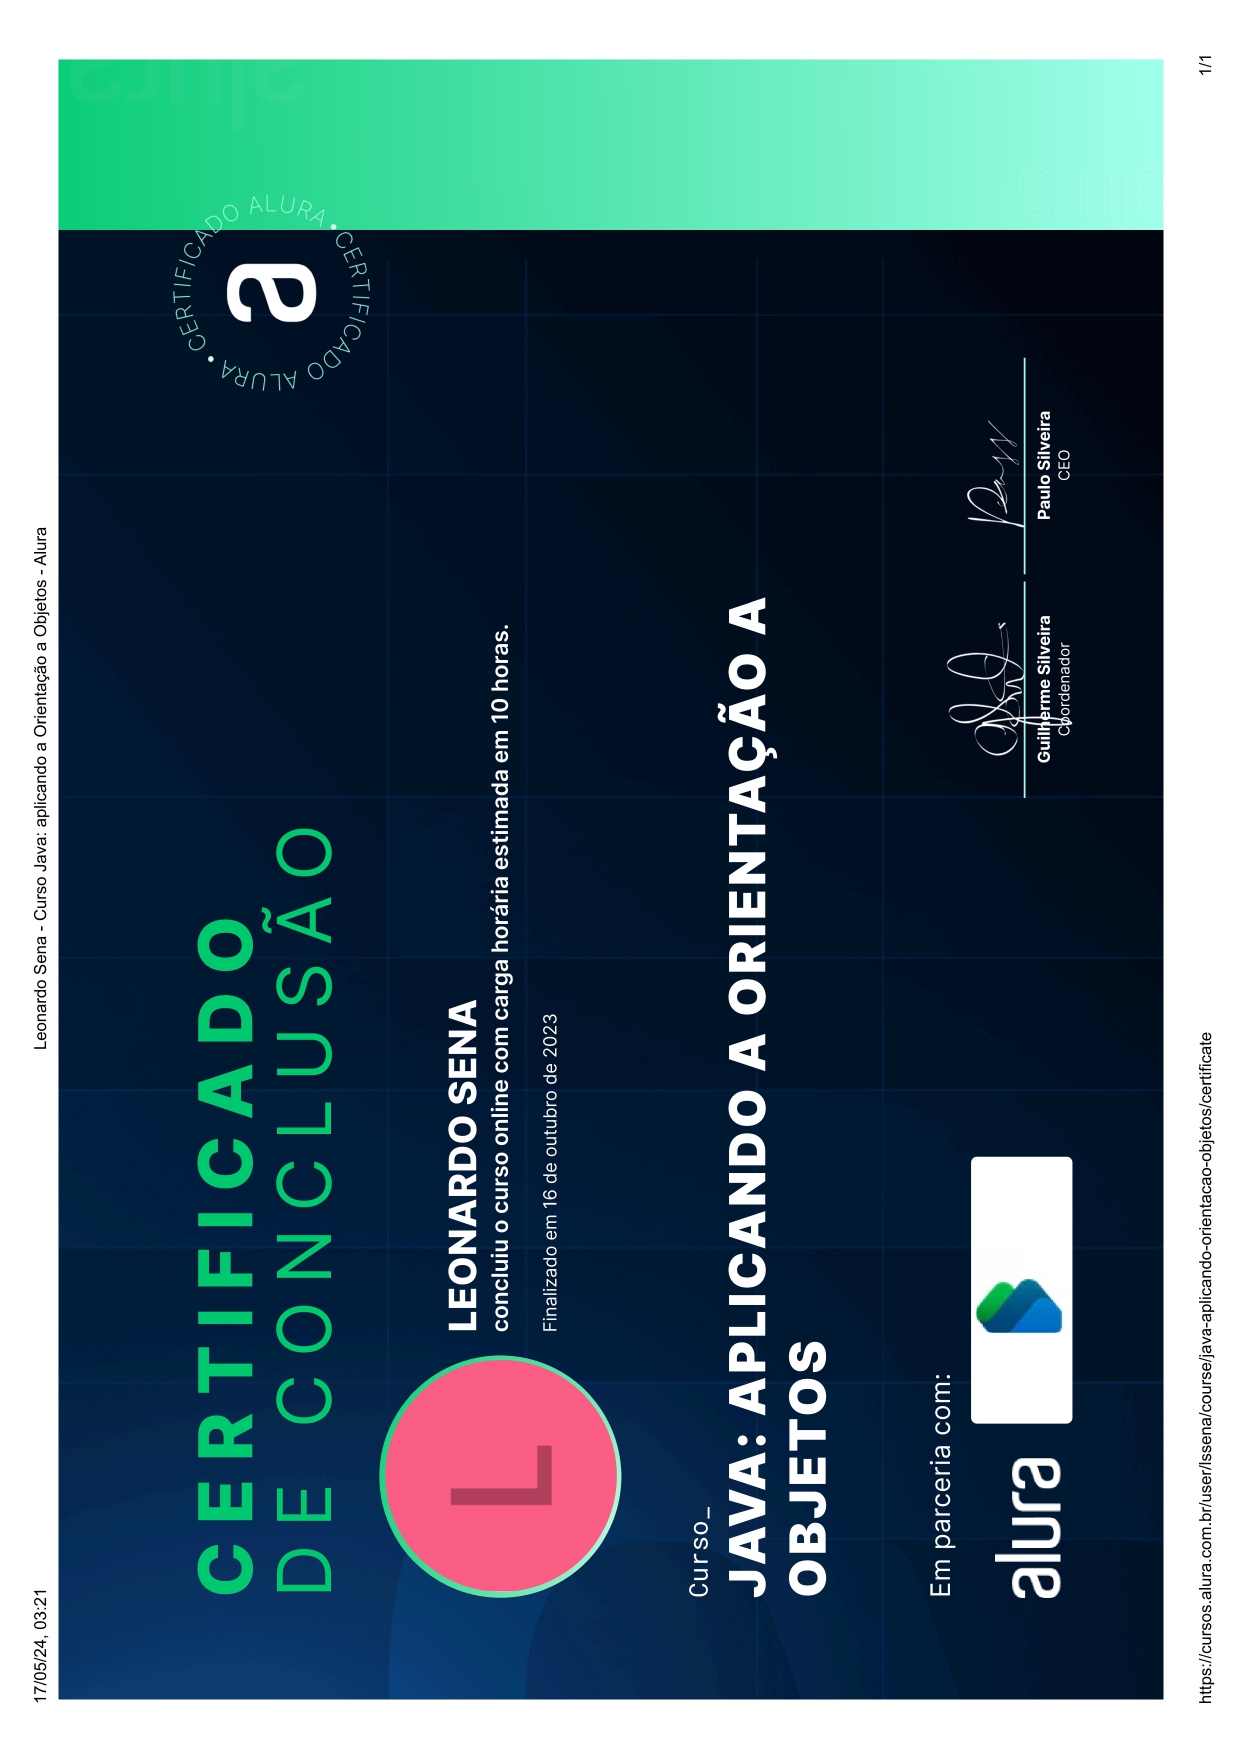 17/05/24, 03:21
Leonardo Sena - Curso Java: aplicando a Orientação a Objetos - Alura
CERTIFICADO
DE CONCLUSÃO
CERTIFICADO ALURA • CERTIFICADO ALURA •
a
L
LEONARDO SENA
concluiu o curso online com carga horária estimada em 10 horas.
Finalizado em 16 de outubro de 2023
Curso_
JAVA: APLICANDO A ORIENTAÇÃO A
OBJETOS
Em parceria com:
alura
Guilherme Silveira
Coordenador
Paulo Silveira
CEO
alura
alura
https://cursos.alura.com.br/user/lssena/course/java-aplicando-orientacao-objetos/certificate
1/1